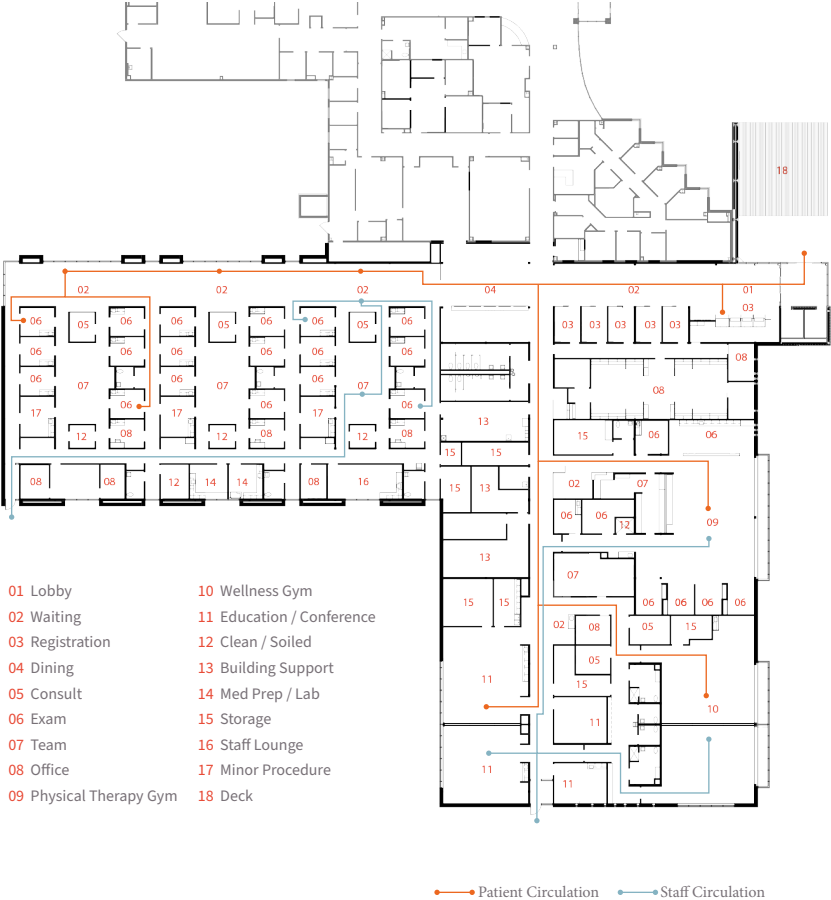 18
02 02 02 04 02 01
03
06 05 06 06 05 06 06 05 06 03 03 03 03 03
06 06 06 06 06 06 08
06 07 06 07 06 07 08
17 06 17 06 17 06
12 08 12 08 12 08 13 15 06 06
15 15
08 08 12 14 14 08 16 15 13 02 07
06 06 12 09
13
07
15 15 06 06 06 06
02 08 05 15
05
11 15
10
11
11 11
01 Lobby
02 Waiting
03 Registration
04 Dining
05 Consult
06 Exam
07 Team
08 Office
09 Physical Therapy Gym
10 Wellness Gym
11 Education / Conference
12 Clean / Soiled
13 Building Support
14 Med Prep / Lab
15 Storage
16 Staff Lounge
17 Minor Procedure
18 Deck
Patient Circulation Staff Circulation